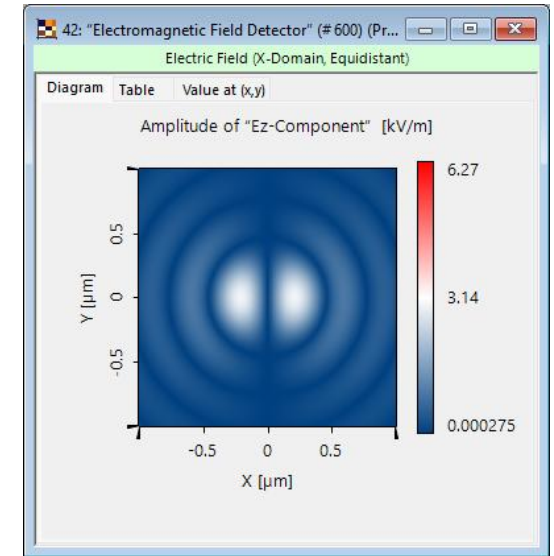 42: "Electromagnetic Field Detector" (# 600) (Pr...
Electric Field (X-Domain, Equidistant)
Diagram Table Value at (x,y)
Amplitude of "Ez-Component" [kV/m]
6.27
3.14
0.000275
0.5
0
-0.5
Y [µm]
-0.5 0 0.5
X [µm]